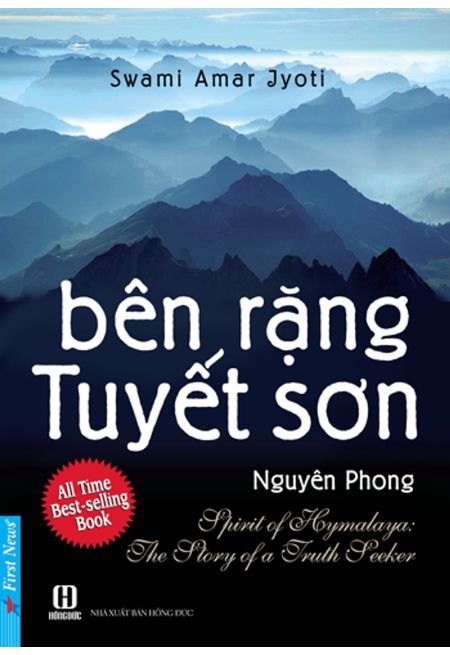 Swami Amar Jyoti
bên rặng
Tuyết sơn
Nguyên Phong
All Time
Best-selling
Book
Spirit of Hymalaya:
The Story of a Truth Seeker
First News
H
HỒNG ĐỨC
NHÀ XUẤT BẢN HỒNG ĐỨC